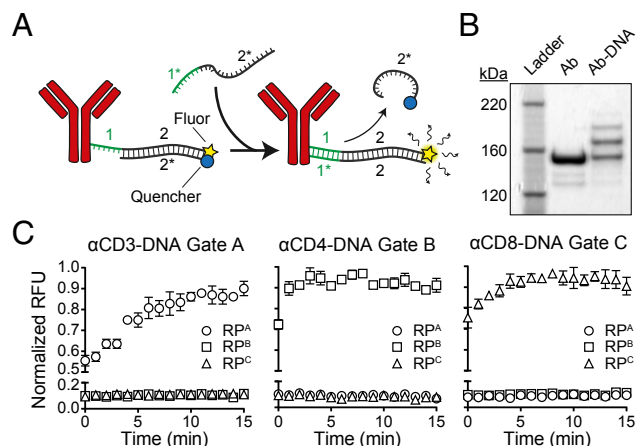 A
B
1*
2*
2*
1
2
Fluor
2*
Quencher
1
2
1*
2
kDa
Ladder
Ab
Ab-DNA
220
160
120
C
αCD3-DNA Gate A
αCD4-DNA Gate B
αCD8-DNA Gate C
Normalized RFU
1.0
0.9
0.8
0.7
0.6
0.5
0.2
0.0
RPᴬ
RPᴮ
RPᶜ
RPᴬ
RPᴮ
RPᶜ
RPᴬ
RPᴮ
RPᶜ
0 5 10 15
0 5 10 15
0 5 10 15
Time (min)
Time (min)
Time (min)